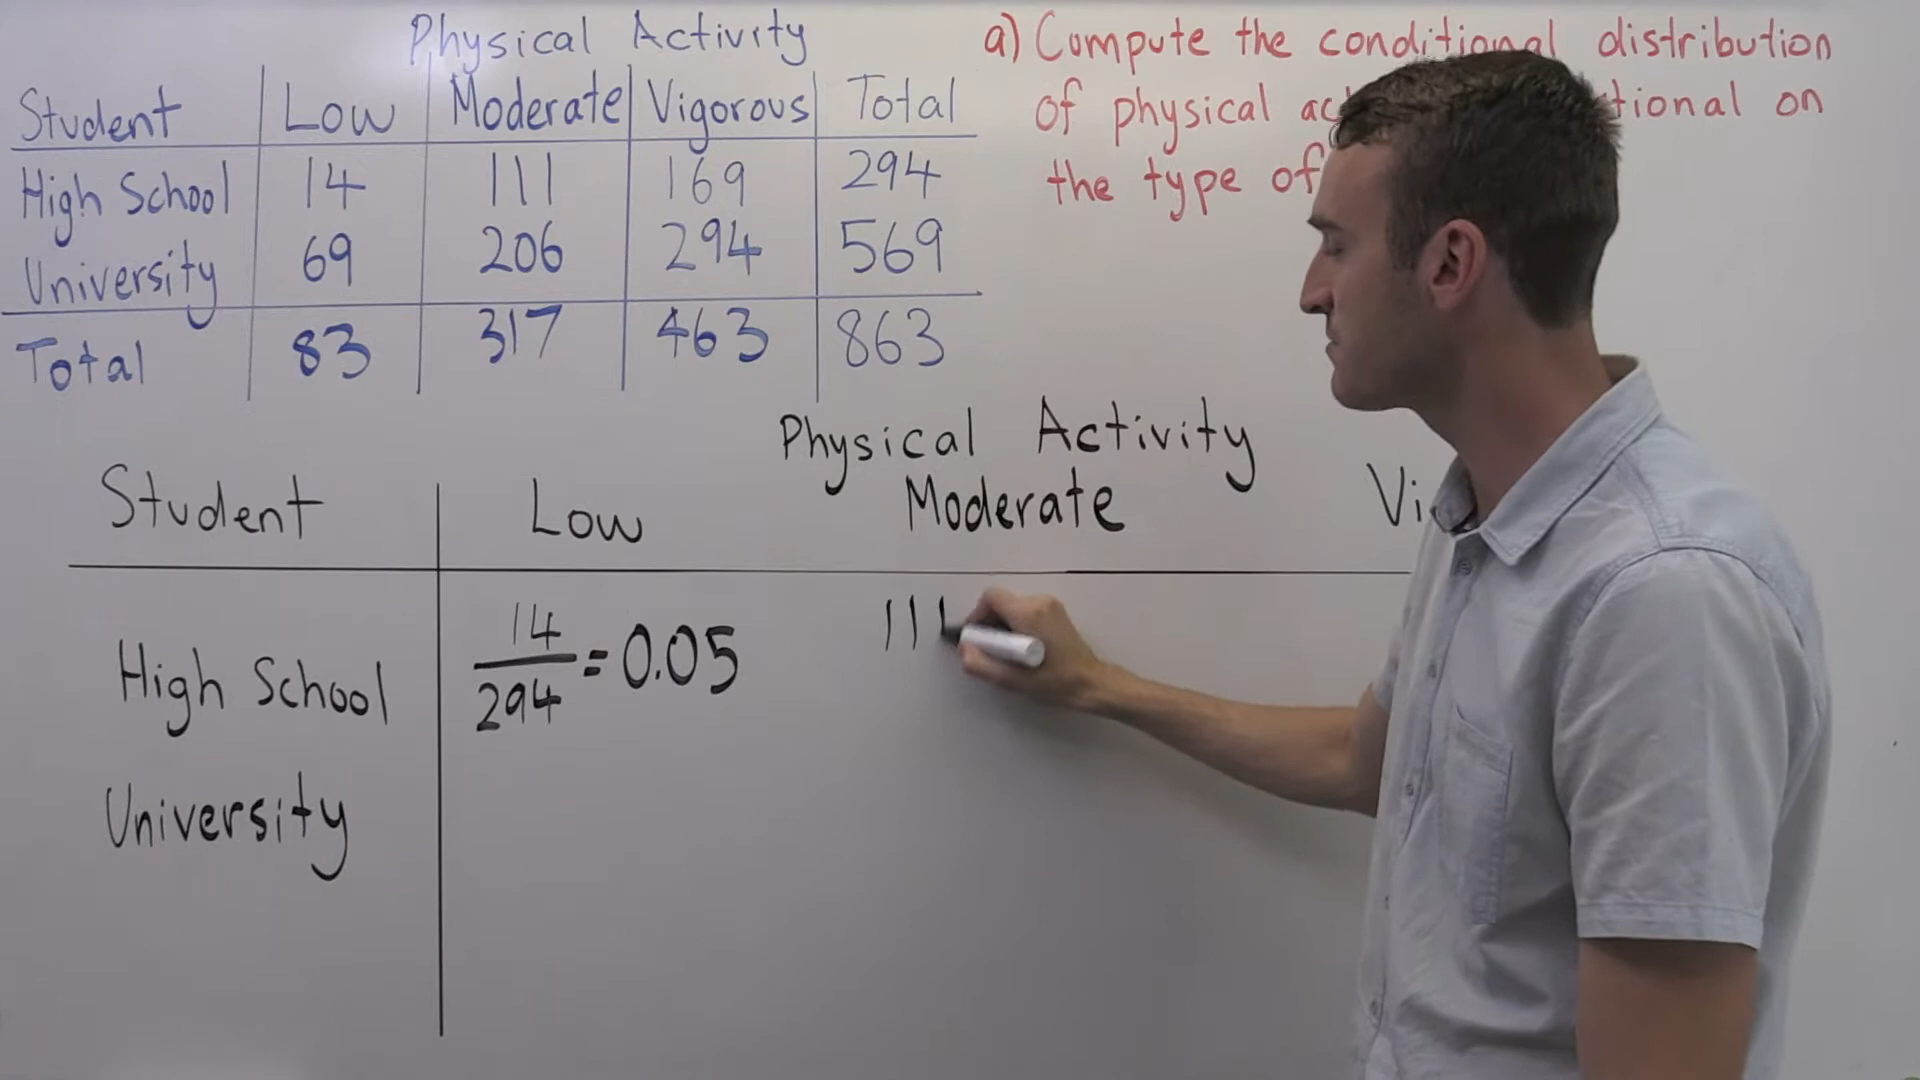 Physical Activity
Student Low Moderate Vigorous Total
High School 14 111 169 294
University 69 206 294 569
Total 83 317 463 863
a) Compute the conditional distribution
of physical on
the type of
Physical Activity
Student Low Moderate
High School 14/294 = 0.05 111
University